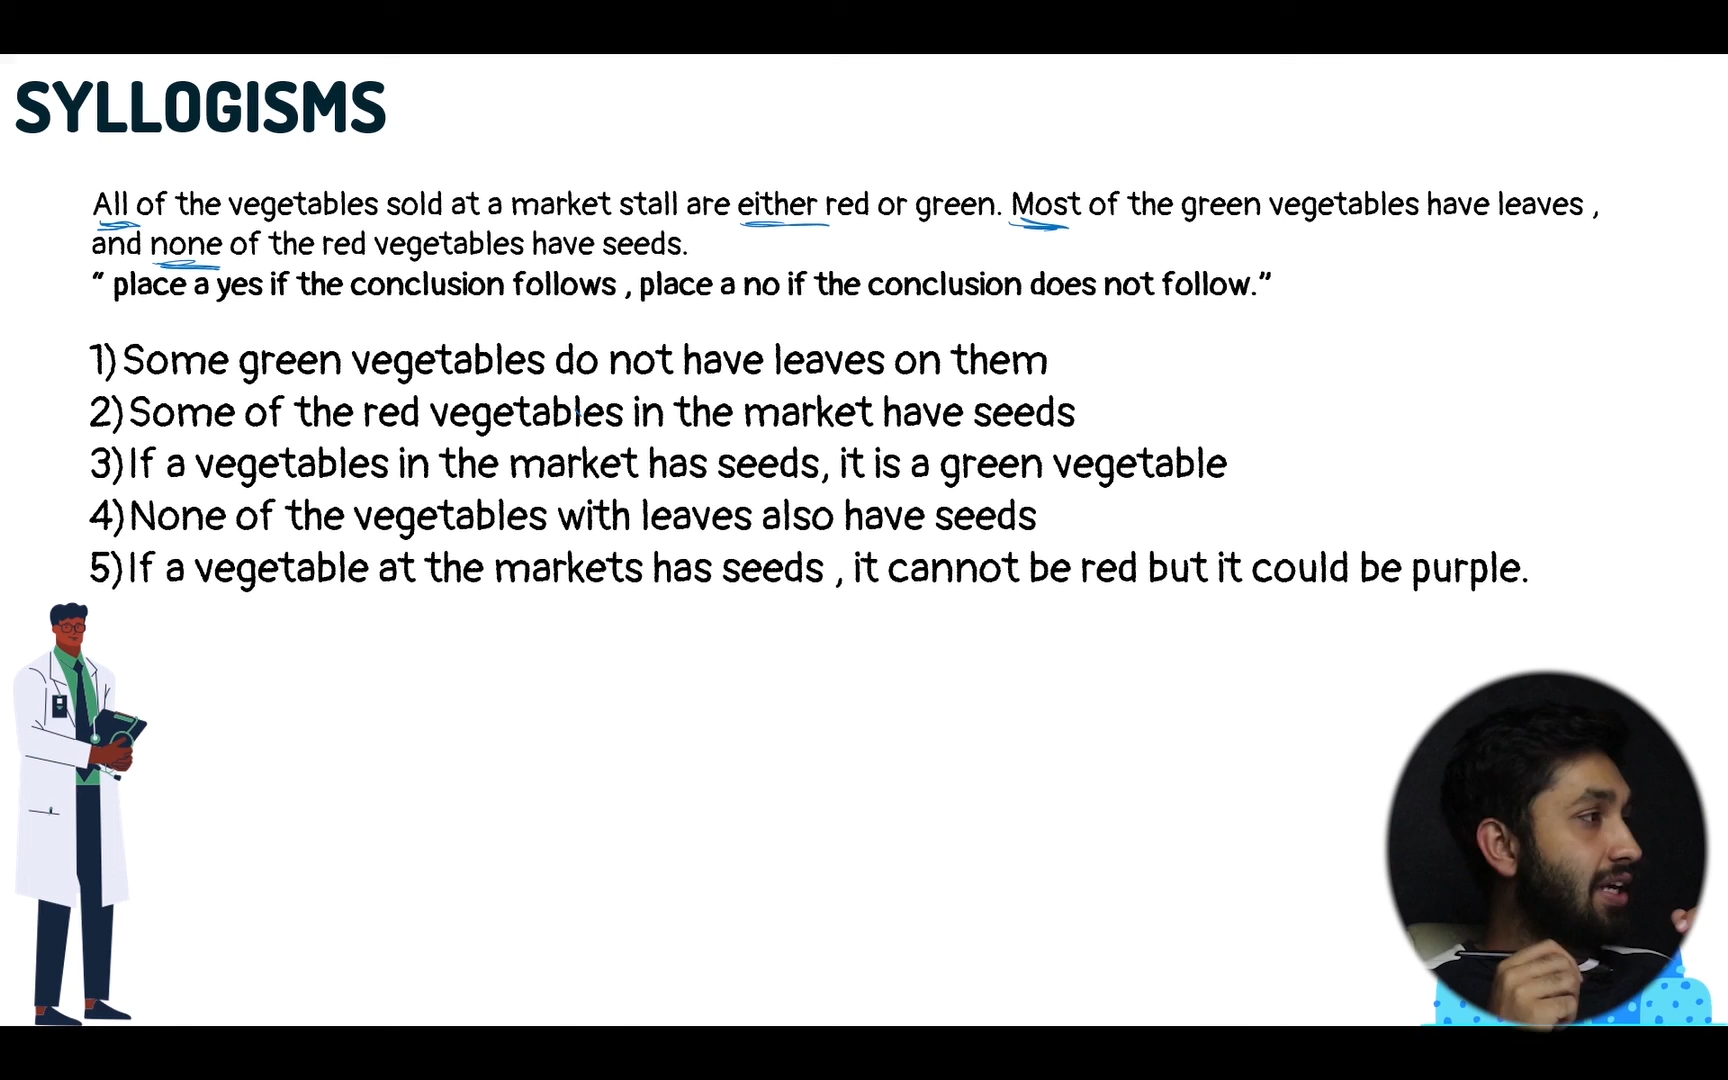 SYLLOGISMS
All of the vegetables sold at a market stall are either red or green. Most of the green vegetables have leaves ,
and none of the red vegetables have seeds.
“ place a yes if the conclusion follows , place a no if the conclusion does not follow.”
1) Some green vegetables do not have leaves on them
2) Some of the red vegetables in the market have seeds
3) If a vegetables in the market has seeds, it is a green vegetable
4) None of the vegetables with leaves also have seeds
5) If a vegetable at the markets has seeds , it cannot be red but it could be purple.